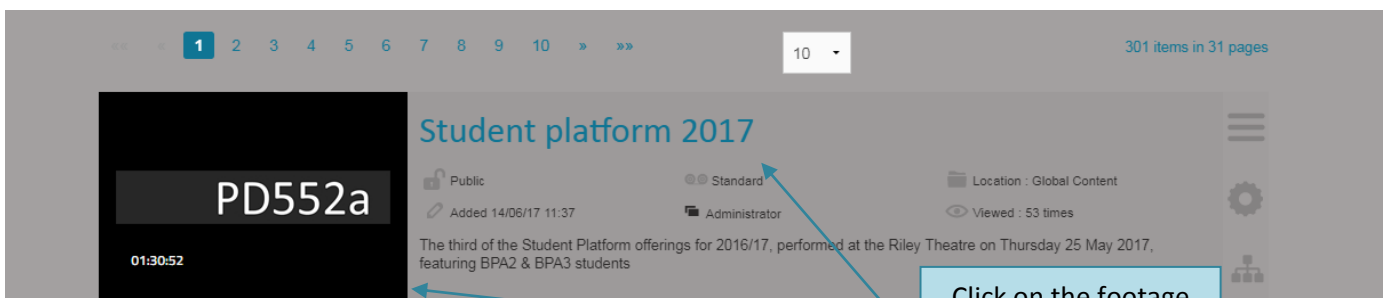 «« « 1 2 3 4 5 6 7 8 9 10 » »» 10 301 items in 31 pages
Student platform 2017
PD552a
Public Standard Location : Global Content
Added 14/06/17 11:37 Administrator Viewed : 53 times
The third of the Student Platform offerings for 2016/17, performed at the Riley Theatre on Thursday 25 May 2017,
featuring BPA2 & BPA3 students
01:30:52
Click on the footage